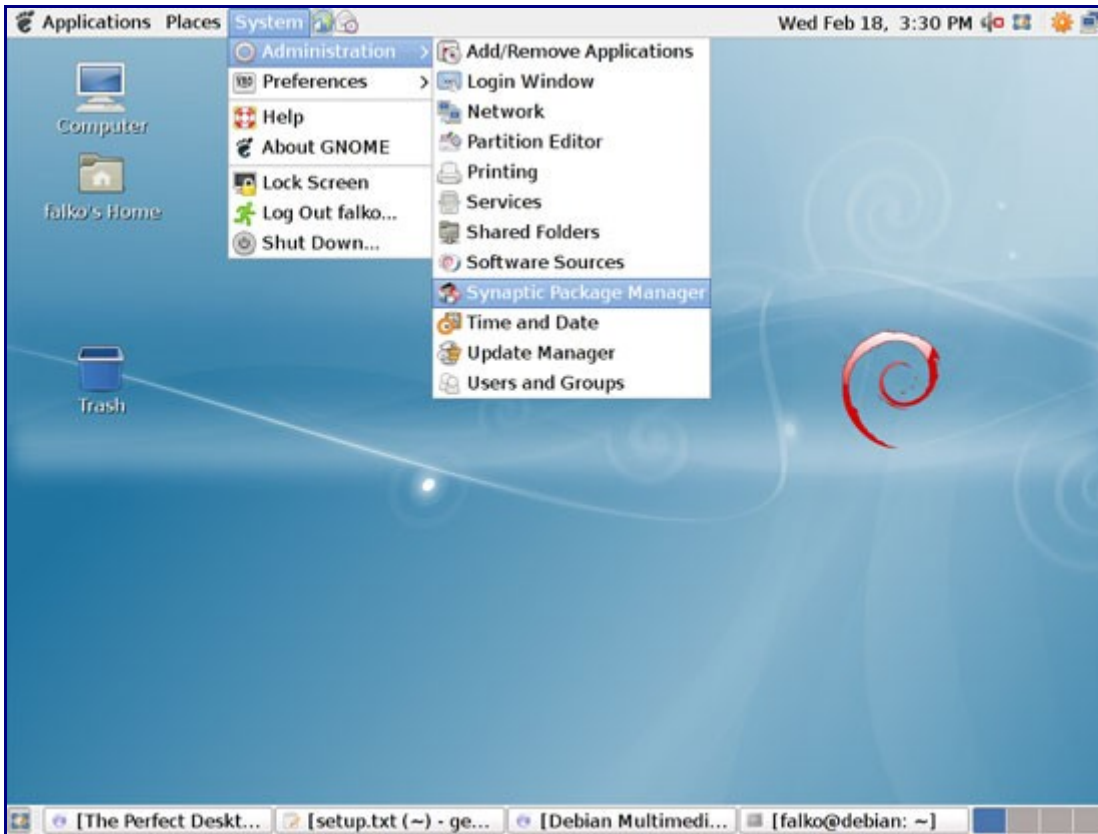 Applications Places System Wed Feb 18, 3:30 PM
Administration
Preferences
Help
About GNOME
Lock Screen
Log Out falko...
Shut Down...
Add/Remove Applications
Login Window
Network
Partition Editor
Printing
Services
Shared Folders
Software Sources
Synaptic Package Manager
Time and Date
Update Manager
Users and Groups
Computer
falko's Home
Trash
[The Perfect Deskt... [setup.txt (~) - ge... [Debian Multimedi... [falko@debian: ~]